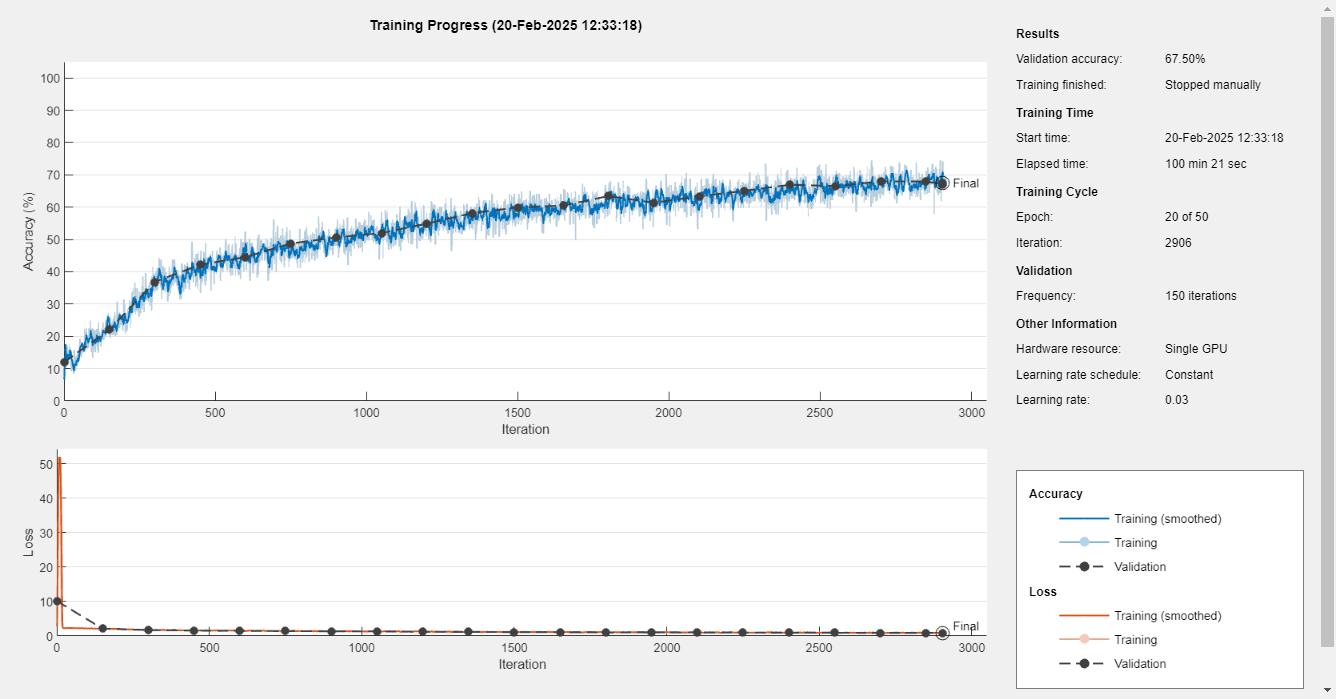 Training Progress (20-Feb-2025 12:33:18)
100
90
80
70
60
50
40
30
20
10
0
Accuracy (%)
0 500 1000 1500 2000 2500 3000
Iteration
Final
50
40
30
20
10
0
Loss
0 500 1000 1500 2000 2500 3000
Iteration
Final
Results
Validation accuracy: 67.50%
Training finished: Stopped manually
Training Time
Start time: 20-Feb-2025 12:33:18
Elapsed time: 100 min 21 sec
Training Cycle
Epoch: 20 of 50
Iteration: 2906
Validation
Frequency: 150 iterations
Other Information
Hardware resource: Single GPU
Learning rate schedule: Constant
Learning rate: 0.03
Accuracy
Training (smoothed)
Training
Validation
Loss
Training (smoothed)
Training
Validation